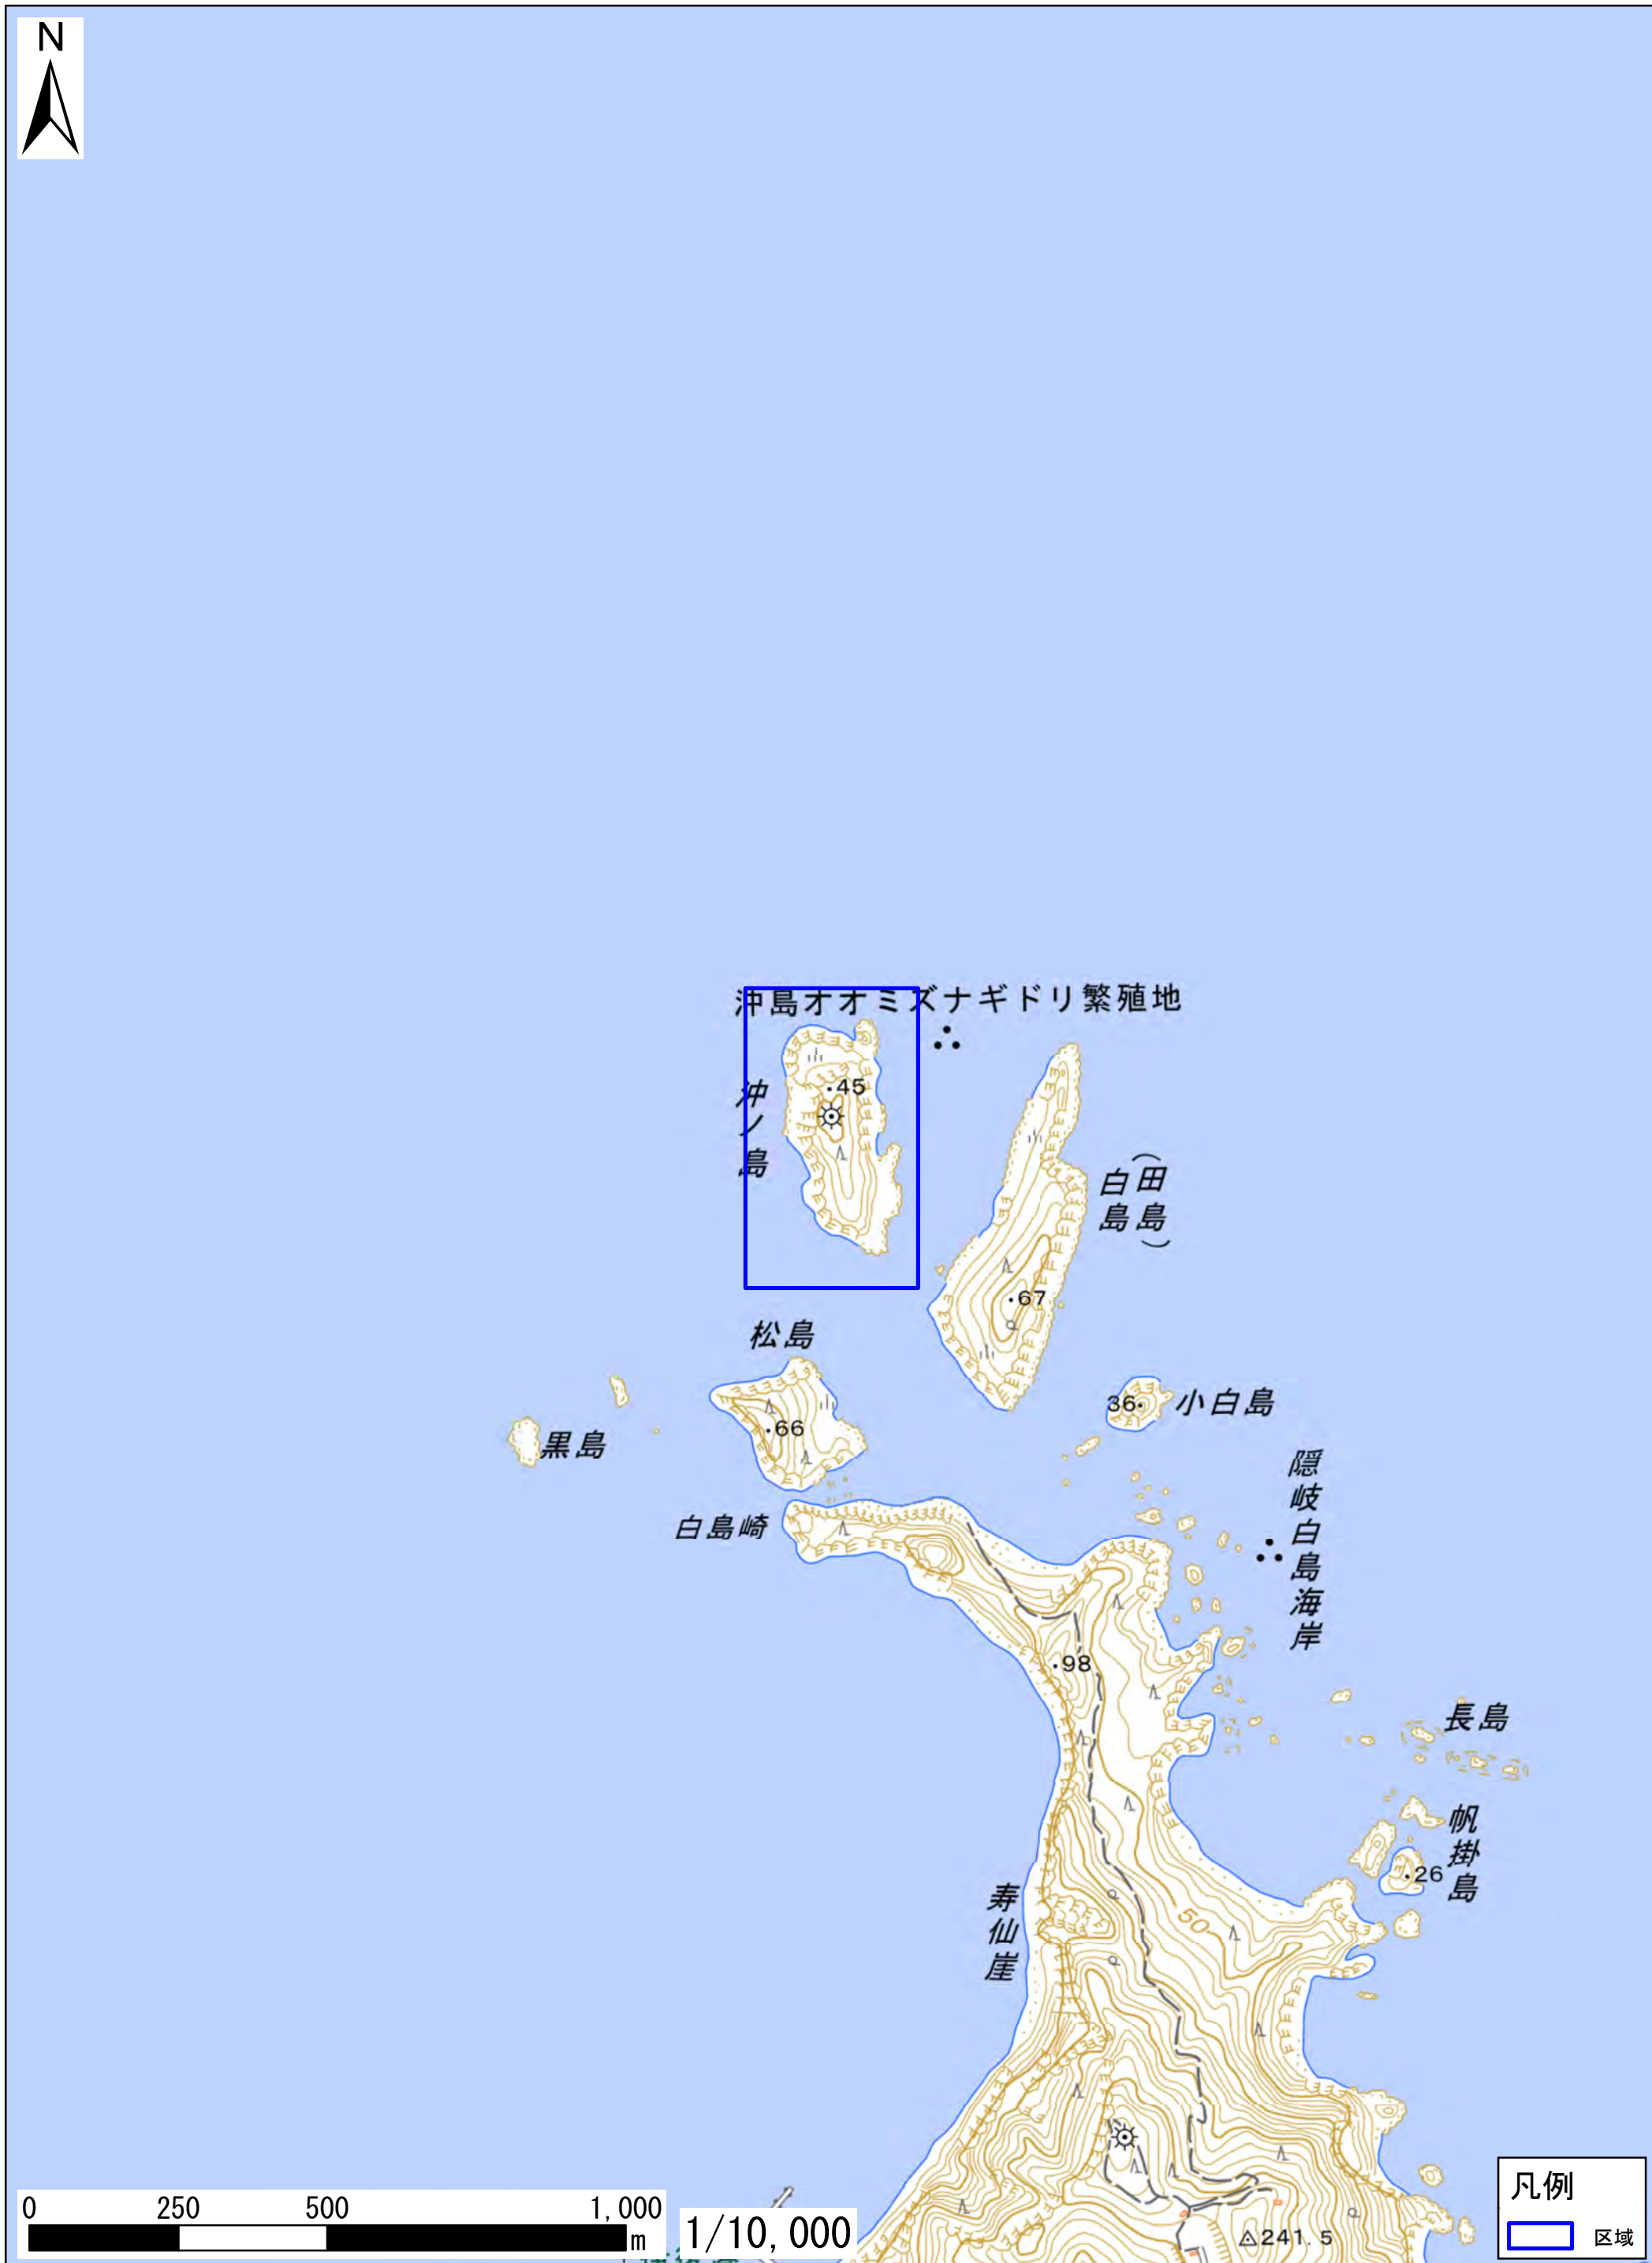 N
沖島オオミズナギドリ繁殖地
45
沖ノ島
白島
(田島)
67
松島
66
36
小白島
黒島
白島崎
隠岐白島海岸
98
長島
帆掛島
26
寿仙崖
50
241.5
0 250 500 1,000
m
1/10,000
凡例
区域